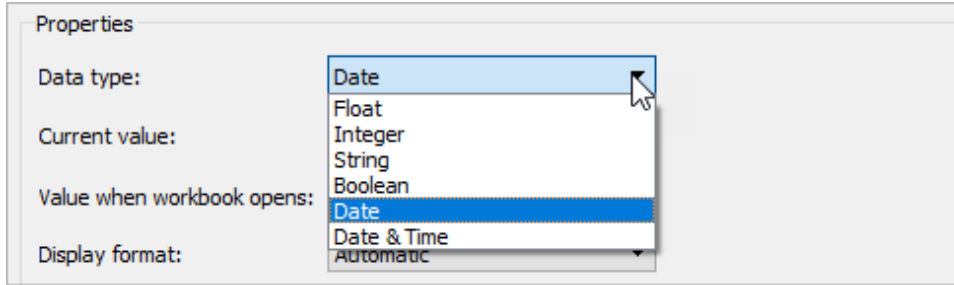 Properties
Data type:
Date
Float
Integer
Current value:
String
Boolean
Value when workbook opens:
Date
Date & Time
Display format:
Automatic